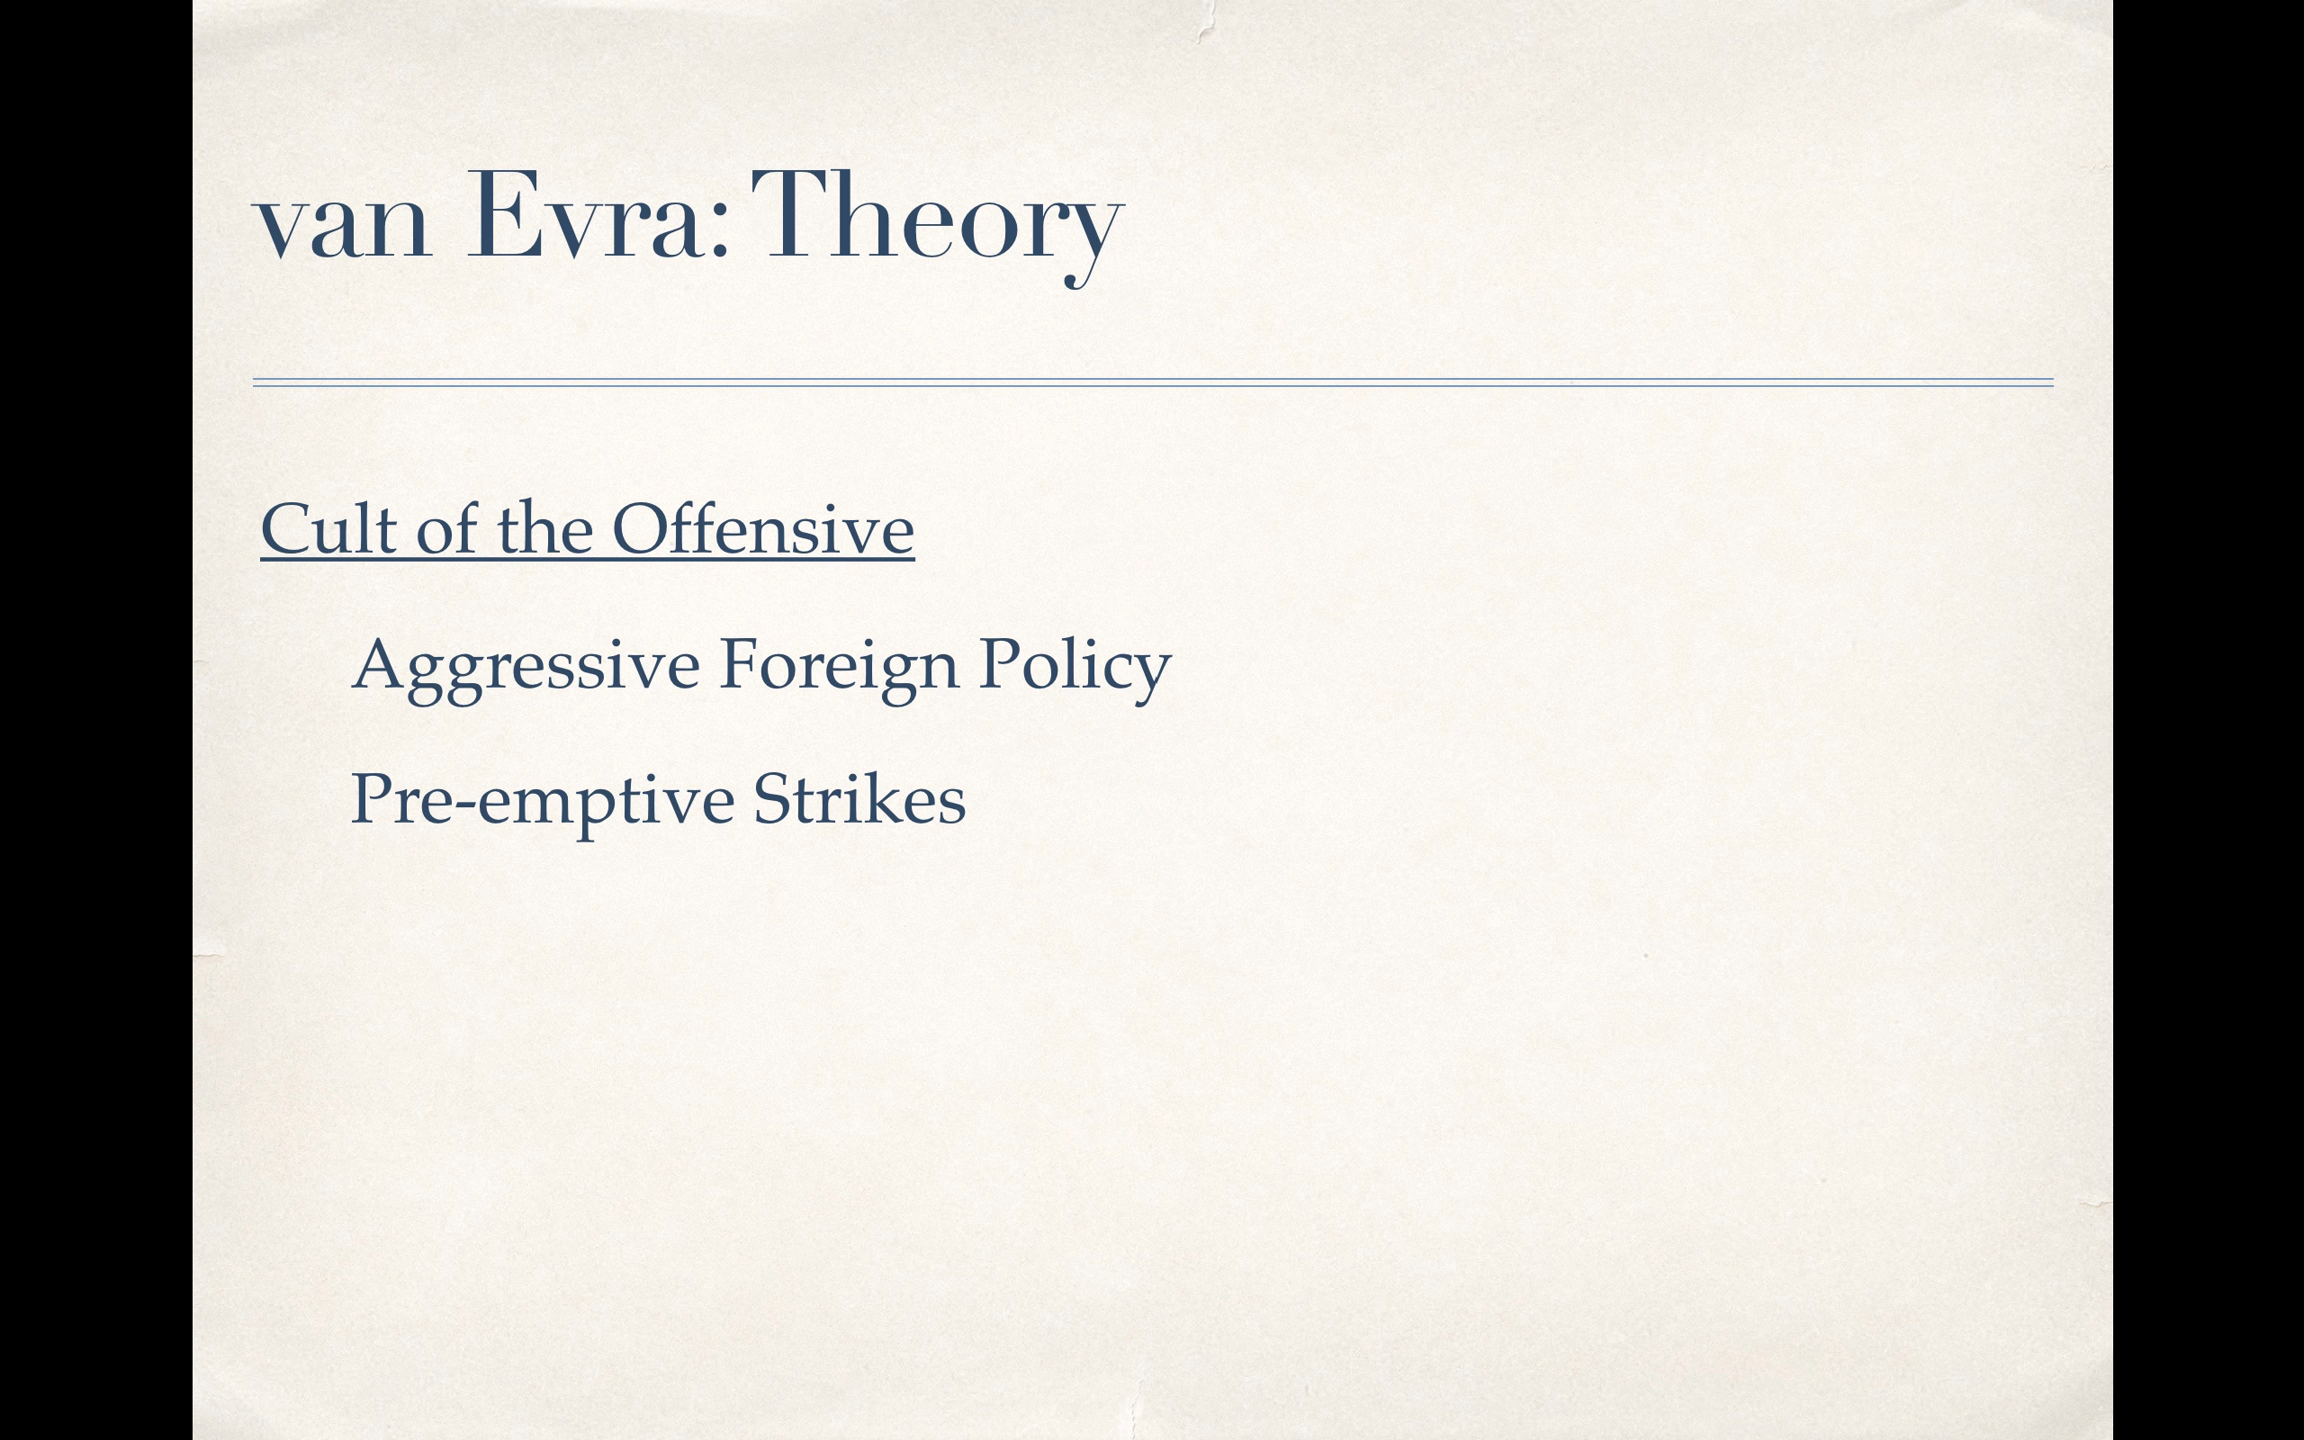 van Evra: Theory
Cult of the Offensive
Aggressive Foreign Policy
Pre-emptive Strikes